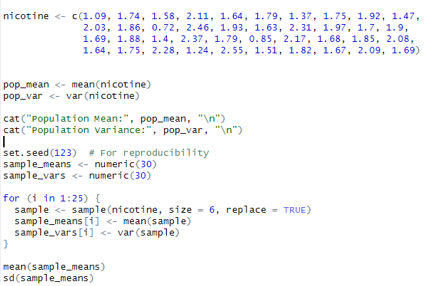 nicotine <- c(1.09, 1.74, 1.58, 2.11, 1.64, 1.79, 1.37, 1.75, 1.92, 1.47,
2.03, 1.86, 0.72, 2.46, 1.93, 1.63, 2.31, 1.97, 1.7, 1.9,
1.69, 1.88, 1.4, 2.37, 1.79, 0.85, 2.17, 1.68, 1.85, 2.08,
1.64, 1.75, 2.28, 1.24, 2.55, 1.51, 1.82, 1.67, 2.09, 1.69)
pop_mean <- mean(nicotine)
pop_var <- var(nicotine)
cat("Population Mean:", pop_mean, "\n")
cat("Population Variance:", pop_var, "\n")
set.seed(123)  # For reproducibility
sample_means <- numeric(30)
sample_vars <- numeric(30)
for (i in 1:25) {
sample <- sample(nicotine, size = 6, replace = TRUE)
sample_means[i] <- mean(sample)
sample_vars[i] <- var(sample)
}
mean(sample_means)
sd(sample_means)